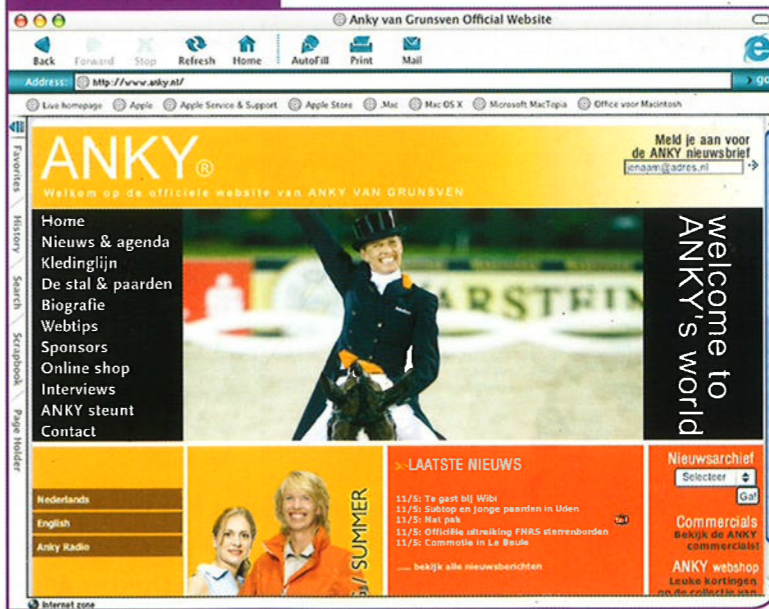 Anky van Grunsven Official Website
Back Forward Stop Refresh Home AutoFill Print Mail
Address: http://www.anky.nl/ go
Live homepage Apple Apple Service & Support Apple Store .Mac Mac OS X Microsoft MacTopia Office voor Macintosh
Favorites
History
Search
Scrapbook
Page Holder
ANKY®
Welkom op de officiele website van ANKY VAN GRUNSVEN
Meld je aan voor
de ANKY nieuwsbrief
jenaam@adres.nl
Home
Nieuws & agenda
Kledinglijn
De stal & paarden
Biografie
Webtips
Sponsors
Online shop
Interviews
ANKY steunt
Contact
ARSTEIN
welcome to
ANKY's world
Nederlands
English
Anky Radio
/ SUMMER
> LAATSTE NIEUWS
11/5: Te gast bij Wibi
11/5: Subtop en jonge paarden in Uden
11/5: Nat pak
11/5: Officiële uitreiking FNRS sterrenborden
11/5: Commotie in La Baule
bekijk alle nieuwsberichten
Nieuwsarchief
Selecteer
Ga!
Commercials
Bekijk de ANKY
commercials!
ANKY webshop
Leuke kortingen
op de collectie van
Internet zone